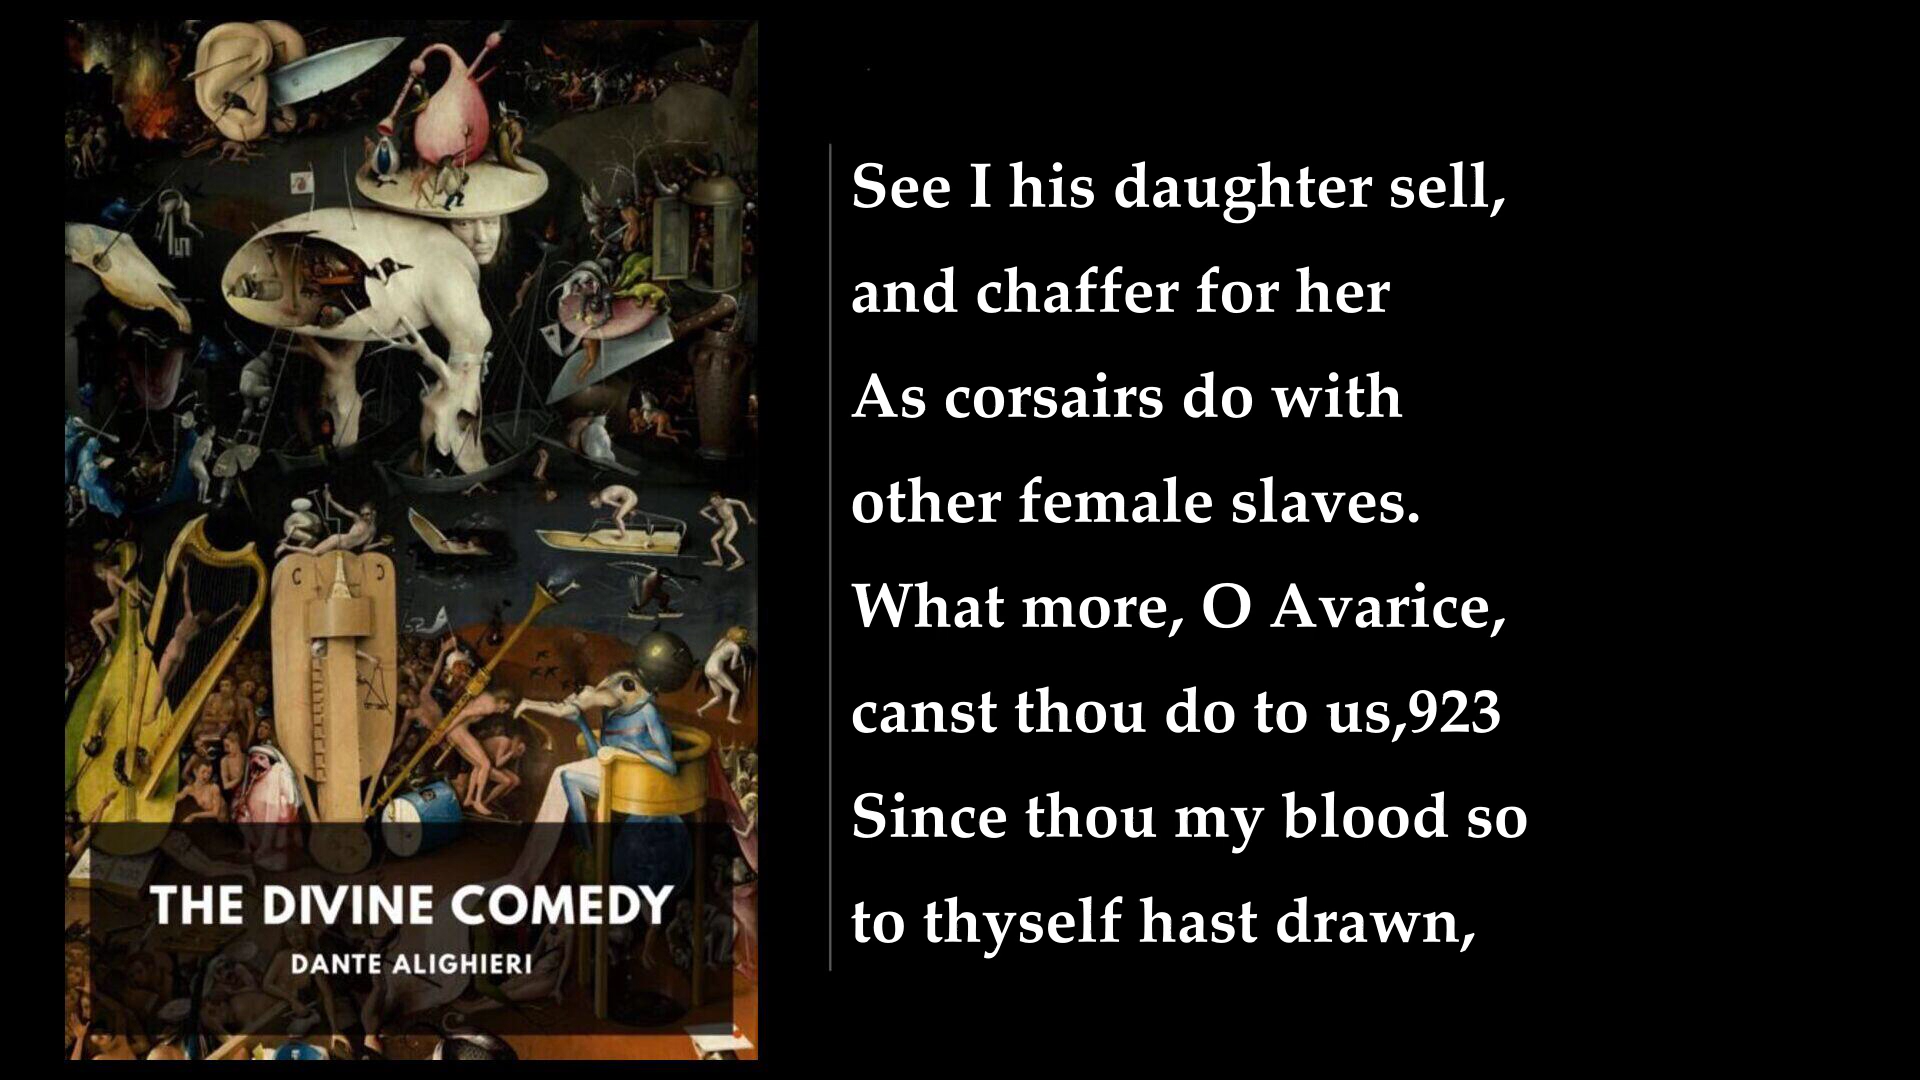 See I his daughter sell,
and chaffer for her
As corsairs do with
other female slaves.
What more, O Avarice,
canst thou do to us,923
Since thou my blood so
to thyself hast drawn,
THE DIVINE COMEDY
DANTE ALIGHIERI